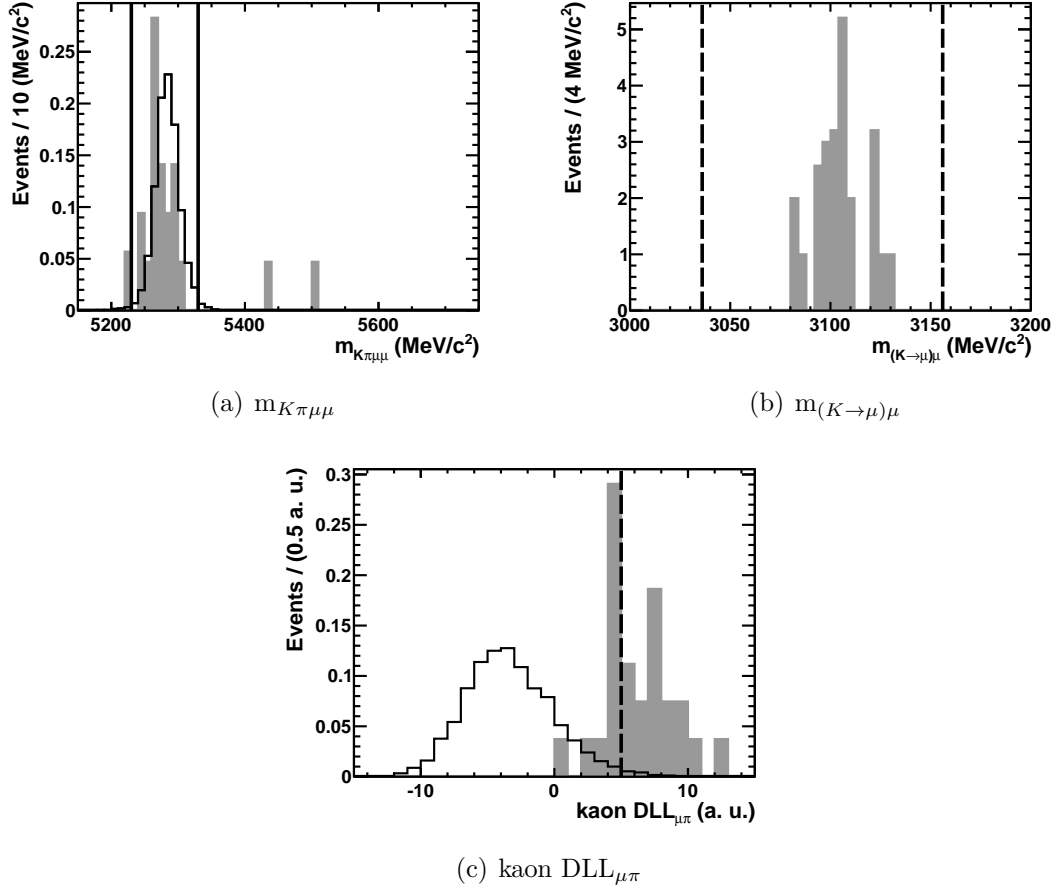 Events / 10 (MeV/c²)
0.25
0.2
0.15
0.1
0.05
0
5200 5400 5600
m_{Kπμμ} (MeV/c²)
(a) m_{Kπμμ}
Events / (4 MeV/c²)
5
4
3
2
1
0
3000 3050 3100 3150 3200
m_{(K→μ)μ} (MeV/c²)
(b) m_{(K→μ)μ}
Events / (0.5 a. u.)
0.3
0.25
0.2
0.15
0.1
0.05
0
-10 0 10
kaon DLL_{μπ} (a. u.)
(c) kaon DLL_{μπ}